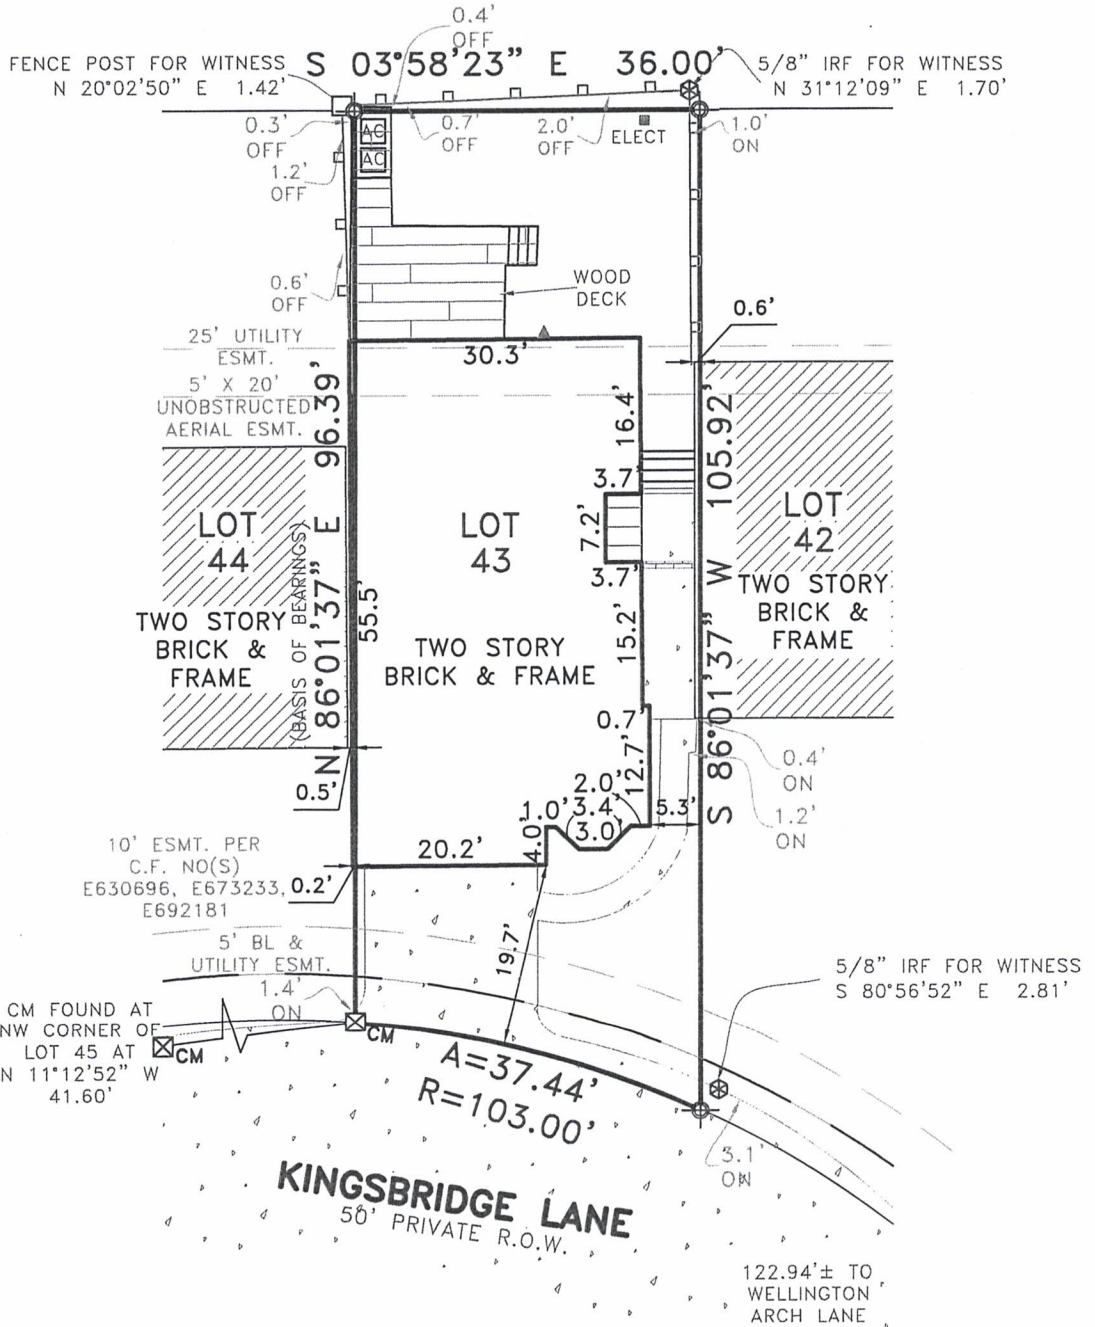 0.4'
OFF
FENCE POST FOR WITNESS
N 20°02'50" E 1.42'
S 03°58'23" E 36.00'
5/8" IRF FOR WITNESS
N 31°12'09" E 1.70'
0.3'
OFF
AC
AC
0.7'
OFF
2.0'
OFF
ELECT
1.0'
ON
1.2'
OFF
0.6'
OFF
WOOD
DECK
0.6'
25' UTILITY
ESMT.
5' X 20'
UNOBSTRUCTED
AERIAL ESMT.
30.3'
N 86°01'37" E 96.39'
(BASIS OF BEARINGS)
55.5'
16.4'
3.7'
7.2'
3.7'
15.2'
S 86°01'37" W 105.92'
LOT
44
TWO STORY
BRICK &
FRAME
LOT
43
TWO STORY
BRICK & FRAME
LOT
42
TWO STORY
BRICK &
FRAME
0.7'
12.7'
0.4'
ON
0.5'
2.0'
1.0'
3.4'
3.0'
4.0'
5.3'
1.2'
ON
20.2'
10' ESMT. PER
C.F. NO(S)
E630696, E673233,
E692181
0.2'
19.7'
5' BL &
UTILITY ESMT.
1.4'
ON
5/8" IRF FOR WITNESS
S 80°56'52" E 2.81'
CM FOUND AT
NW CORNER OF
LOT 45 AT
N 11°12'52" W
41.60'
CM
CM
A=37.44'
R=103.00'
3.1'
ON
KINGSBRIDGE LANE
50' PRIVATE R.O.W.
122.94'± TO
WELLINGTON
ARCH LANE